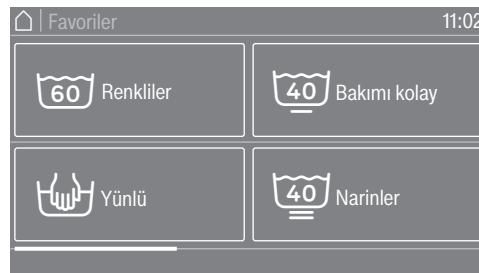 Favoriler 11:02
60 Renkliler
40 Bakımı kolay
Yünlü
40 Narinler